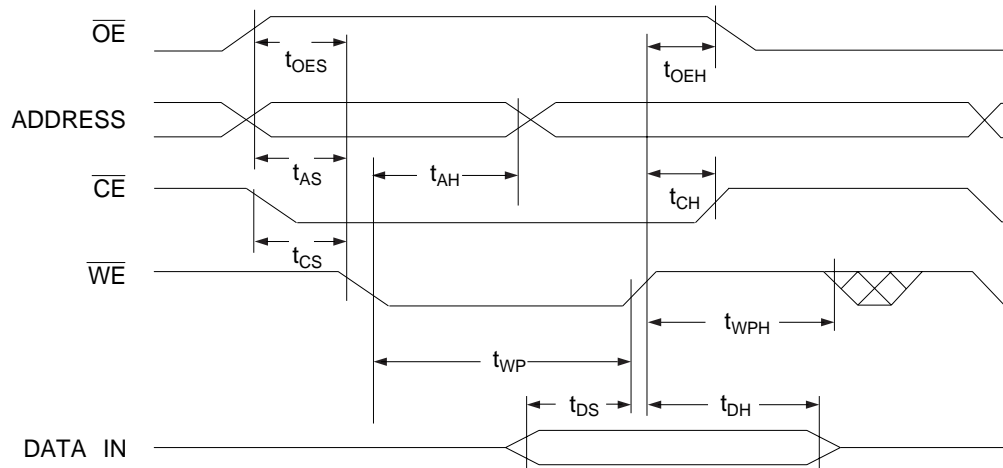 OE
tOES
tOEH
ADDRESS
tAS
tAH
CE
tCH
tCS
WE
tWPH
tWP
tDS
tDH
DATA IN